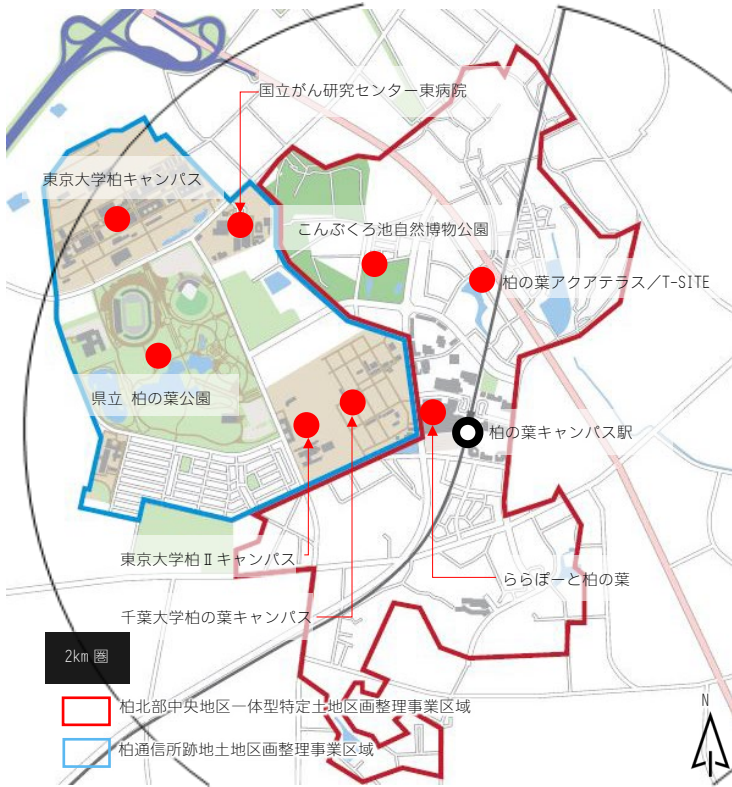 国立がん研究センター東病院
東京大学柏キャンパス
こんぶくろ池自然博物公園
柏の葉アクアテラス/T-SITE
県立 柏の葉公園
柏の葉キャンパス駅
東京大学柏Ⅱキャンパス
ららぽーと柏の葉
千葉大学柏の葉キャンパス
2km圏
柏北部中央地区一体型特定土地区画整理事業区域
柏通信所跡地土地区画整理事業区域
N